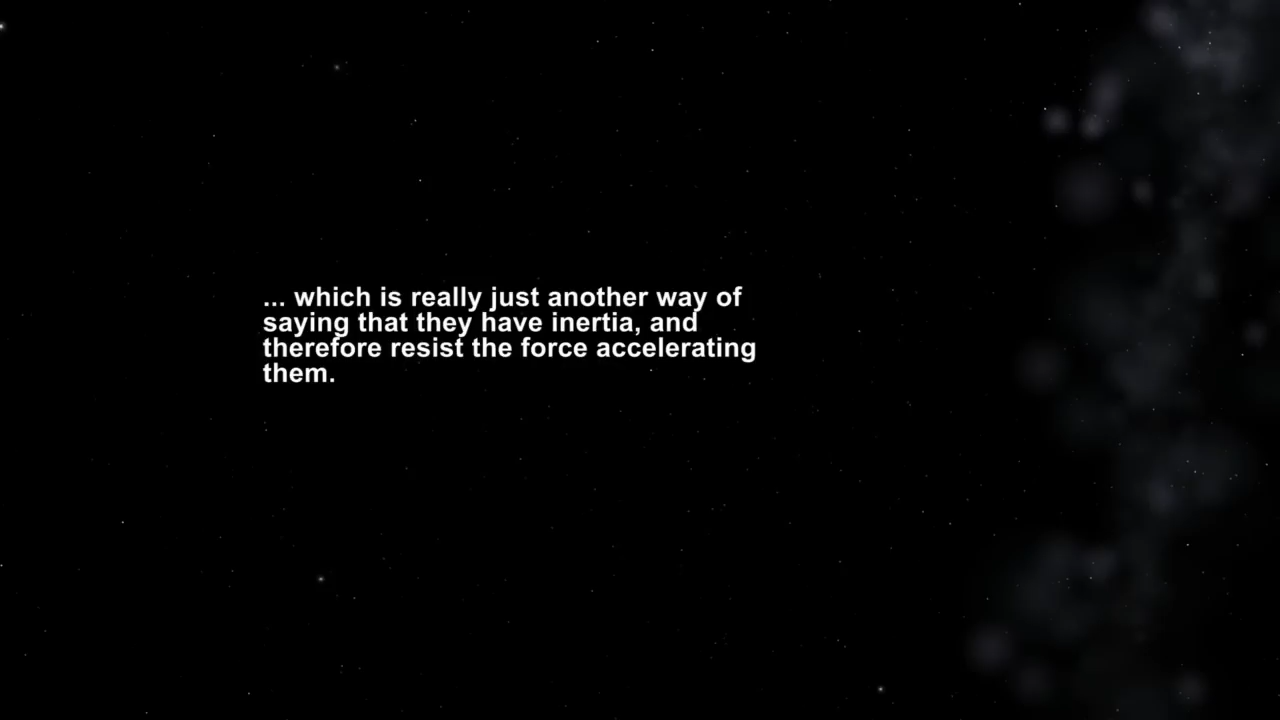 ... which is really just another way of
saying that they have inertia, and
therefore resist the force accelerating
them.